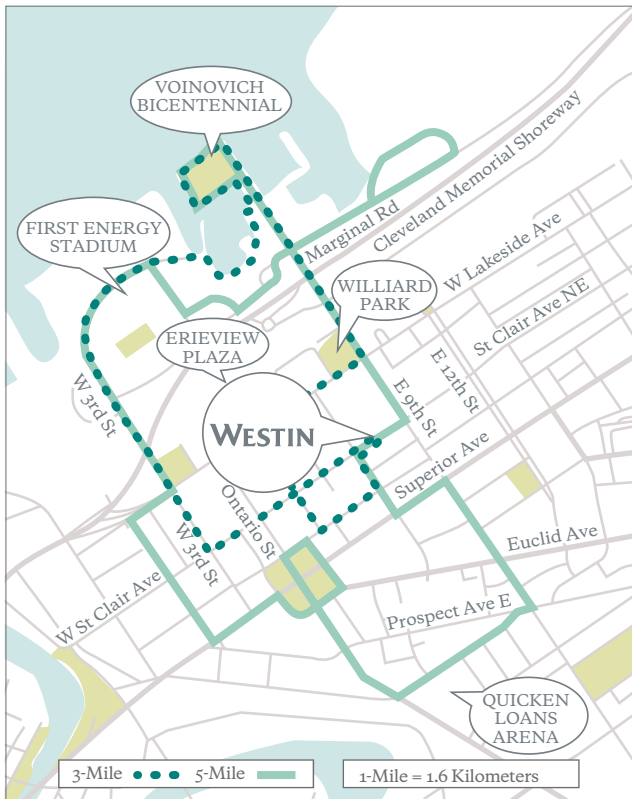 VOINOVICH
BICENTENNIAL
Cleveland Memorial Shoreway
Marginal Rd
FIRST ENERGY
STADIUM
W Lakeside Ave
WILLIARD
PARK
St Clair Ave NE
ERIEVIEW
PLAZA
E 12th St
E 9th St
W 3rd St
WESTIN
Superior Ave
Ontario St
Euclid Ave
W 3rd St
W St Clair Ave
Prospect Ave E
QUICKEN
LOANS
ARENA
3-Mile 5-Mile
1-Mile = 1.6 Kilometers